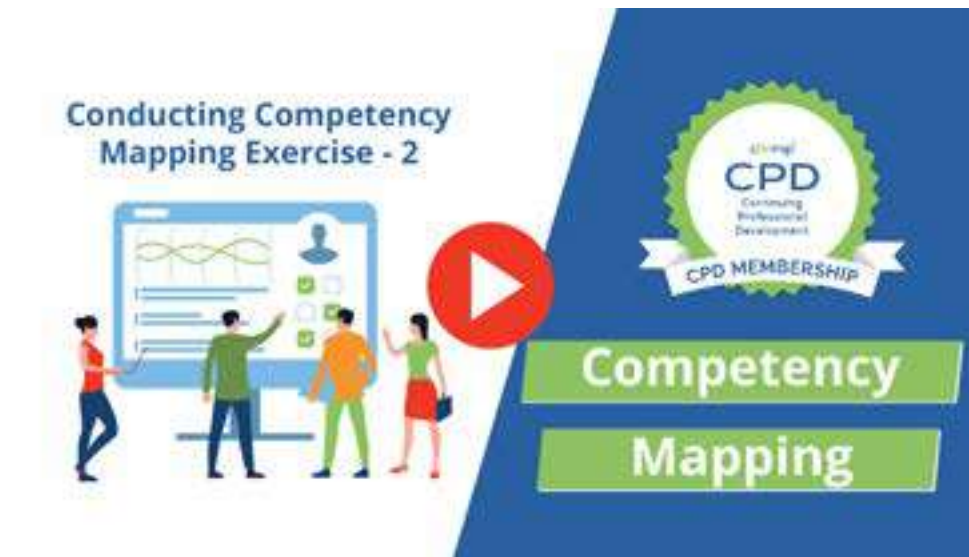 Conducting Competency
Mapping Exercise - 2
CPD
Continuing
Professional
Development
CPD MEMBERSHIP
Competency
Mapping